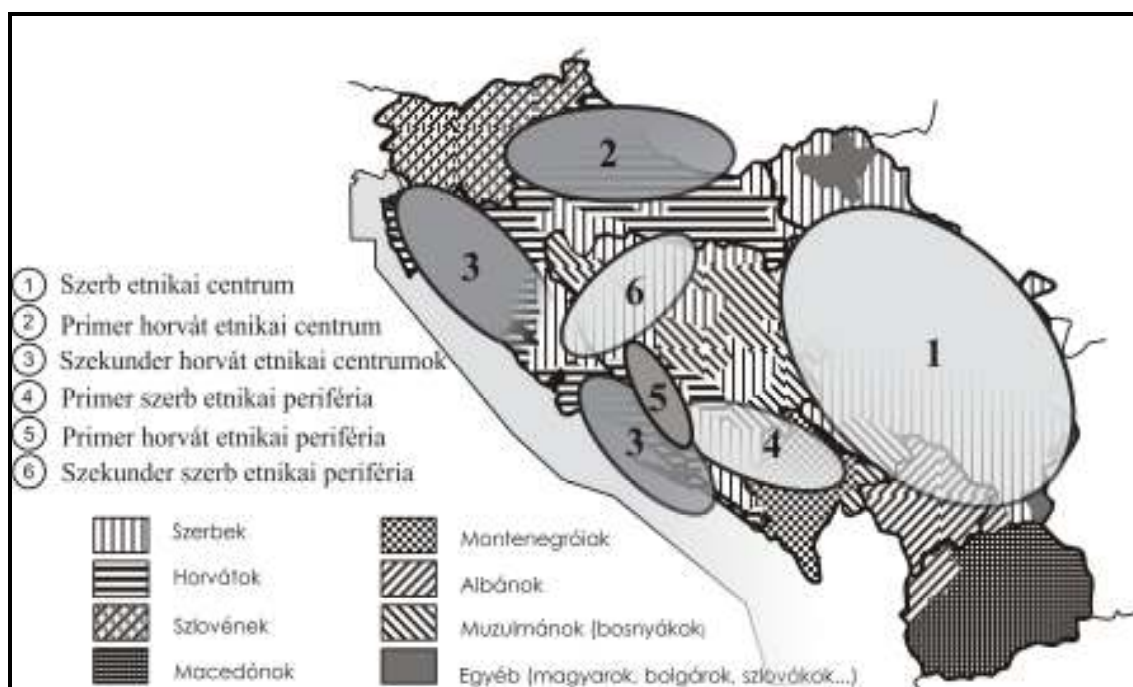 1 Szerb etnikai centrum
2 Primer horvát etnikai centrum
3 Szekunder horvát etnikai centrumok
4 Primer szerb etnikai periféria
5 Primer horvát etnikai periféria
6 Szekunder szerb etnikai periféria
2
3
6
1
5
3
4
Szerbek
Horvátok
Szlovének
Macedónok
Montenegróiak
Albánok
Muzulmánok (bosnyákok)
Egyéb (magyarok, bolgárok, szlovákok...)